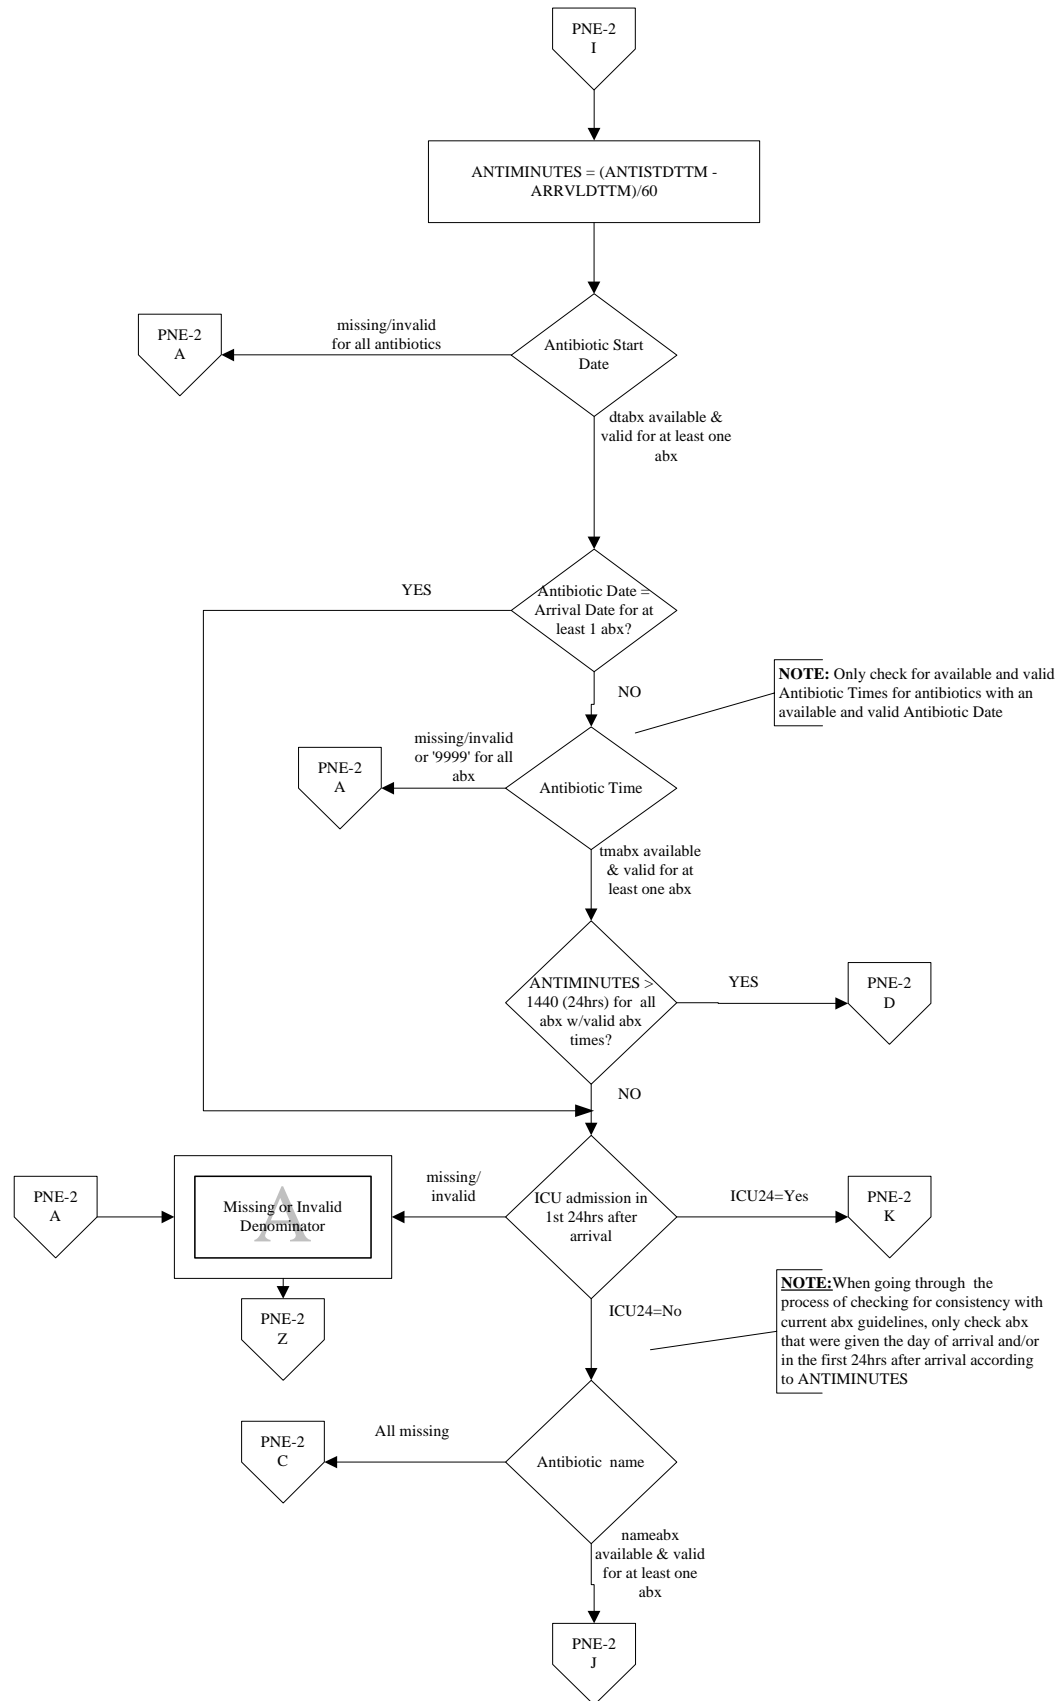 PNE-2
I
ANTIMINUTES = (ANTISTDTTM -
ARRVLDTTM)/60
missing/invalid
for all antibiotics
PNE-2
A
Antibiotic Start
Date
dtabx available &
valid for at least one
abx
YES
Antibiotic Date =
Arrival Date for at
least 1 abx?
NO
NOTE: Only check for available and valid
Antibiotic Times for antibiotics with an
available and valid Antibiotic Date
missing/invalid
or '9999' for all
abx
PNE-2
A
Antibiotic Time
tmabx available
& valid for at
least one abx
ANTIMINUTES >
1440 (24hrs) for all
abx w/valid abx
times?
YES
PNE-2
D
NO
PNE-2
A
A
Missing or Invalid
Denominator
missing/
invalid
ICU admission in
1st 24hrs after
arrival
ICU24=Yes
PNE-2
K
PNE-2
Z
ICU24=No
NOTE:When going through the
process of checking for consistency with
current abx guidelines, only check abx
that were given the day of arrival and/or
in the first 24hrs after arrival according
to ANTIMINUTES
All missing
PNE-2
C
Antibiotic name
nameabx
available & valid
for at least one
abx
PNE-2
J